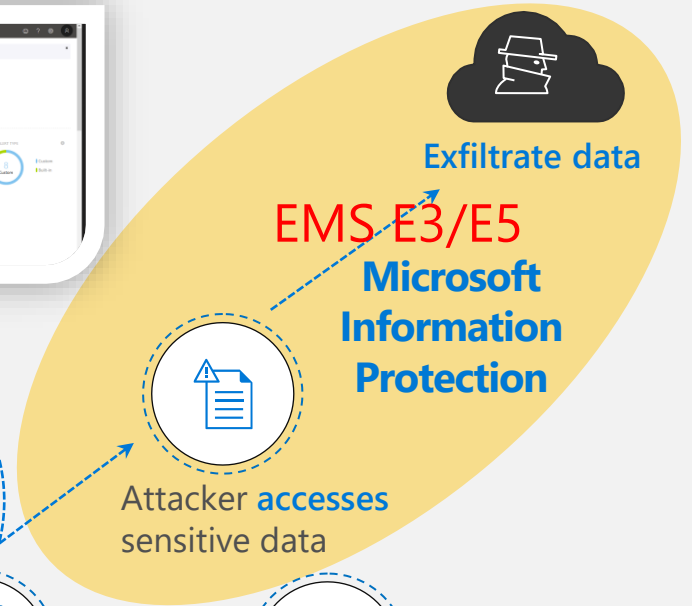 Exfiltrate data
EMS E3/E5
Microsoft
Information
Protection
Attacker accesses
sensitive data